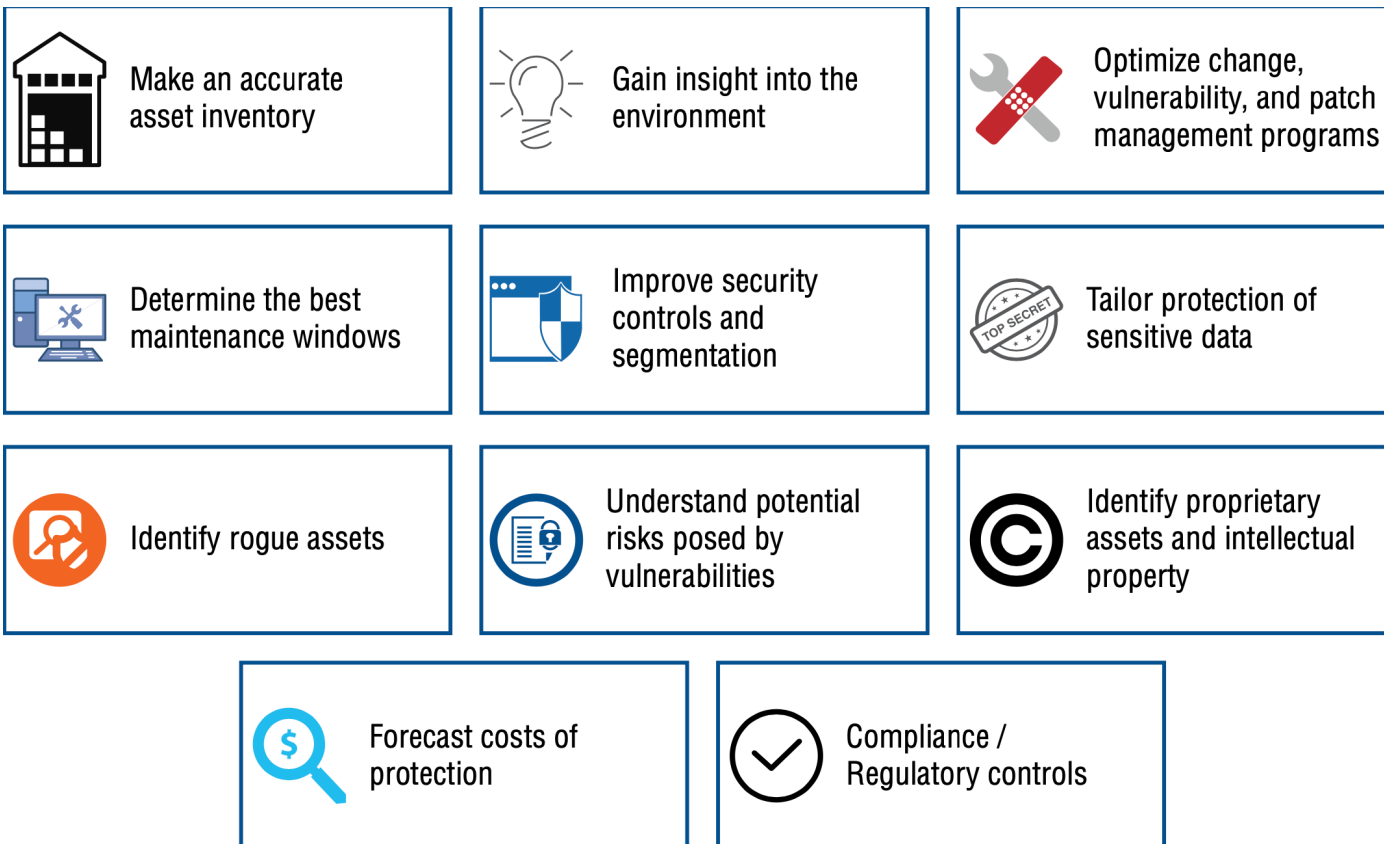 Make an accurate
asset inventory
Gain insight into the
environment
Optimize change,
vulnerability, and patch
management programs
Determine the best
maintenance windows
Improve security
controls and
segmentation
TOP SECRET
Tailor protection of
sensitive data
Identify rogue assets
Understand potential
risks posed by
vulnerabilities
C
Identify proprietary
assets and intellectual
property
$
Forecast costs of
protection
Compliance /
Regulatory controls